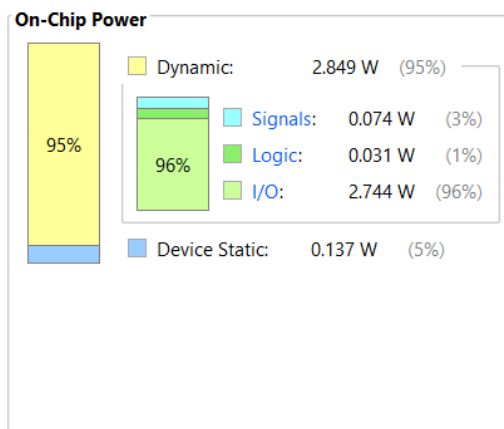 On-Chip Power
Dynamic: 2.849 W (95%)
95%
Signals: 0.074 W (3%)
Logic: 0.031 W (1%)
96%
I/O: 2.744 W (96%)
Device Static: 0.137 W (5%)